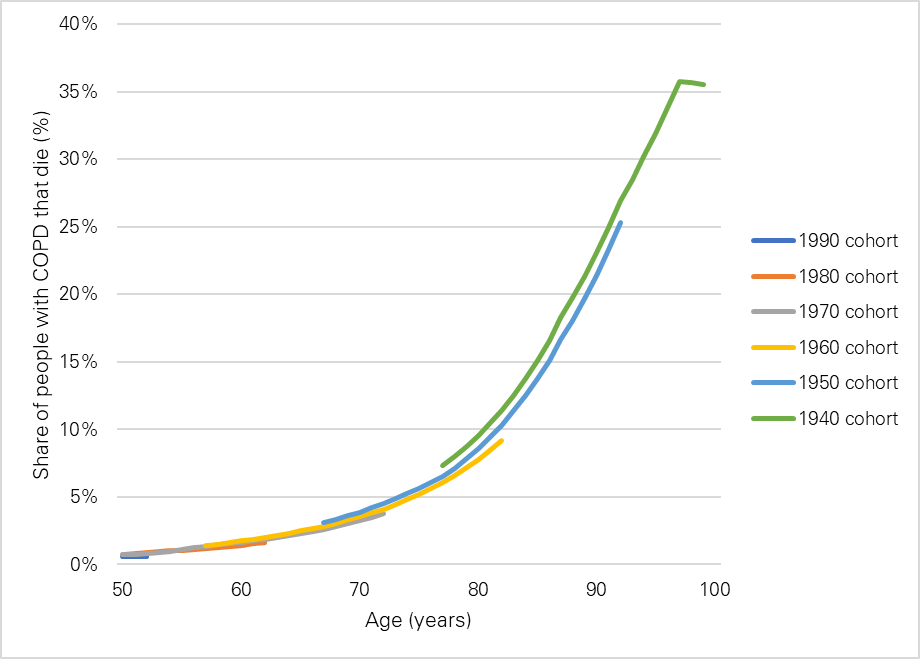 40%
35%
30%
25%
20%
15%
10%
5%
0%
Share of people with COPD that die (%)
50 60 70 80 90 100
Age (years)
1990 cohort
1980 cohort
1970 cohort
1960 cohort
1950 cohort
1940 cohort